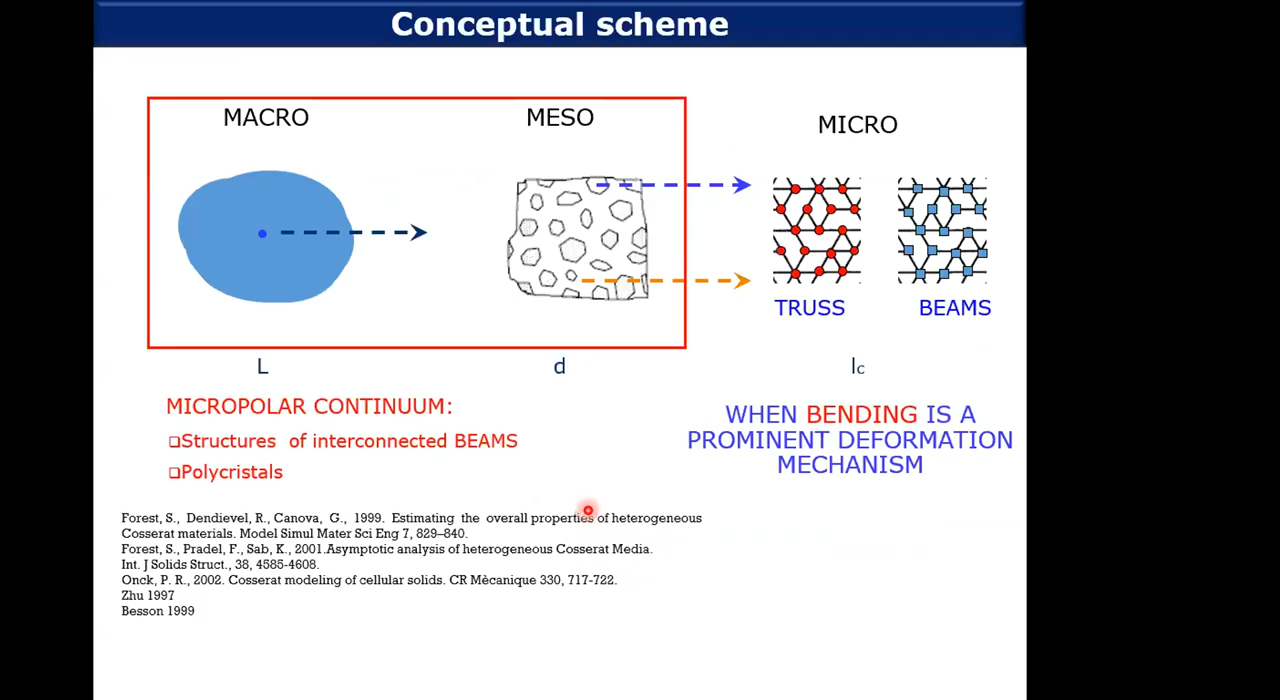 Conceptual scheme
MACRO
MESO
MICRO
TRUSS
BEAMS
L
d
lc
MICROPOLAR CONTINUUM:
❑Structures of interconnected BEAMS
❑Polycristals
WHEN BENDING IS A
PROMINENT DEFORMATION
MECHANISM
Forest, S., Dendievel, R., Canova, G., 1999. Estimating the overall properties of heterogeneous
Cosserat materials. Model Simul Mater Sci Eng 7, 829–840.
Forest, S., Pradel, F., Sab, K., 2001.Asymptotic analysis of heterogeneous Cosserat Media.
Int. J Solids Struct., 38, 4585-4608.
Onck, P. R., 2002. Cosserat modeling of cellular solids. CR Mècanique 330, 717-722.
Zhu 1997
Besson 1999